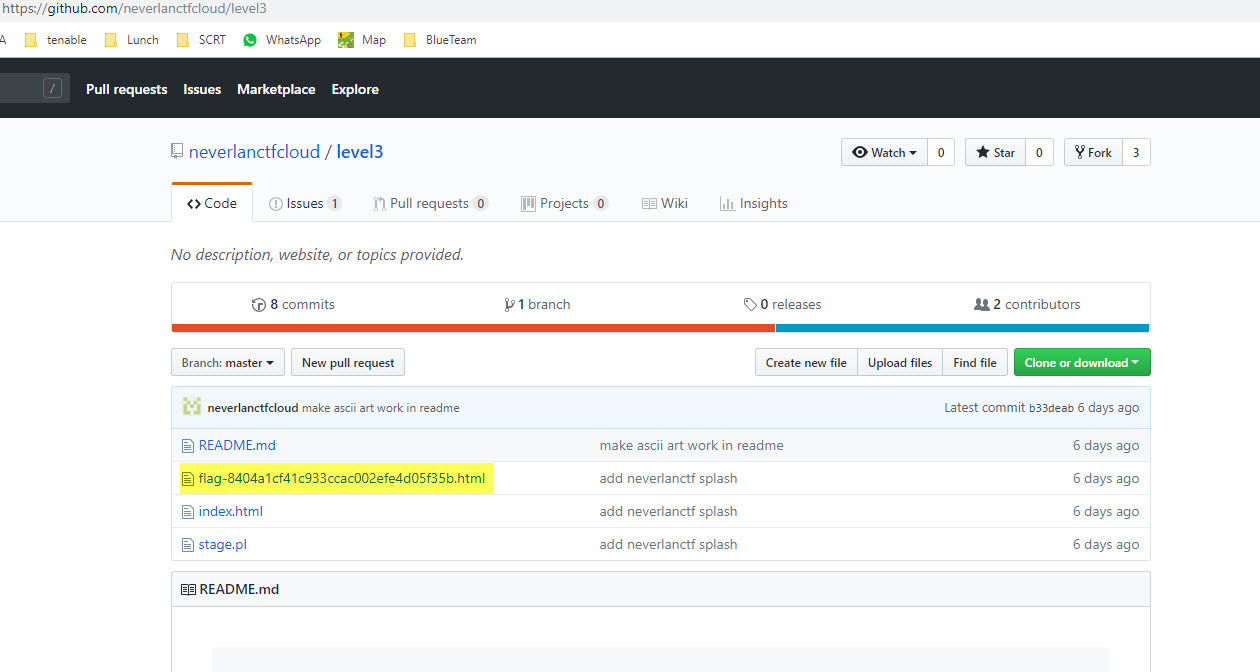 https://github.com/neverlanctfcloud/level3
A tenable Lunch SCRT WhatsApp Map BlueTeam
/ Pull requests Issues Marketplace Explore
neverlanctfcloud / level3 Watch 0 Star 0 Fork 3
Code Issues 1 Pull requests 0 Projects 0 Wiki Insights
No description, website, or topics provided.
8 commits 1 branch 0 releases 2 contributors
Branch: master New pull request Create new file Upload files Find file Clone or download
neverlanctfcloud make ascii art work in readme Latest commit b33deab 6 days ago
README.md make ascii art work in readme 6 days ago
flag-8404a1cf41c933ccac002efe4d05f35b.html add neverlanctf splash 6 days ago
index.html add neverlanctf splash 6 days ago
stage.pl add neverlanctf splash 6 days ago
README.md